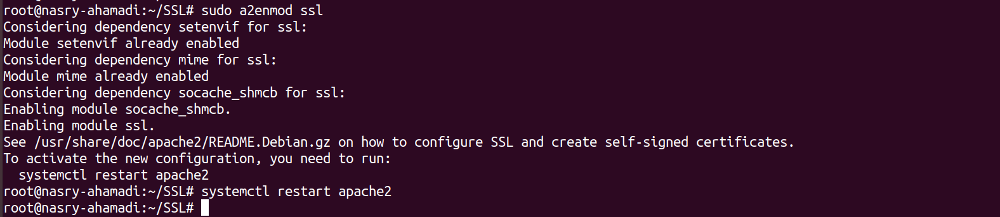 root@nasry-ahamadi:~/SSL# sudo a2enmod ssl
Considering dependency setenvif for ssl:
Module setenvif already enabled
Considering dependency mime for ssl:
Module mime already enabled
Considering dependency socache_shmcb for ssl:
Enabling module socache_shmcb.
Enabling module ssl.
See /usr/share/doc/apache2/README.Debian.gz on how to configure SSL and create self-signed certificates.
To activate the new configuration, you need to run:
  systemctl restart apache2
root@nasry-ahamadi:~/SSL# systemctl restart apache2
root@nasry-ahamadi:~/SSL#